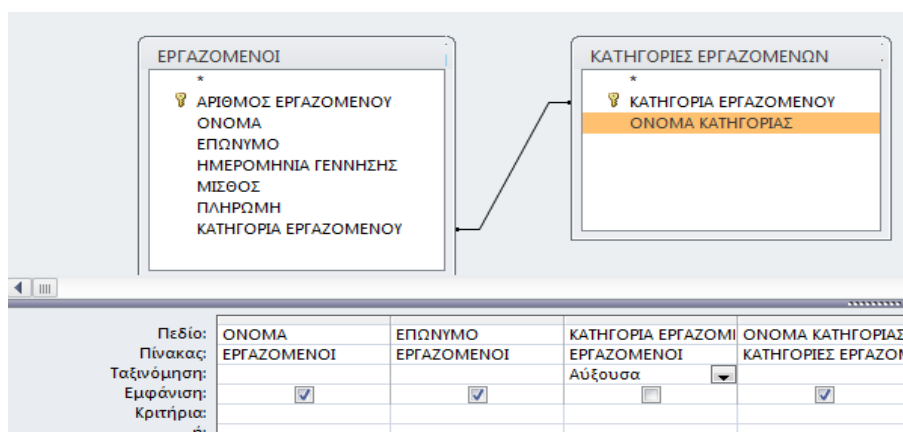 ΕΡΓΑΖΟΜΕΝΟΙ
*
ΑΡΙΘΜΟΣ ΕΡΓΑΖΟΜΕΝΟΥ
ΟΝΟΜΑ
ΕΠΩΝΥΜΟ
ΗΜΕΡΟΜΗΝΙΑ ΓΕΝΝΗΣΗΣ
ΜΙΣΘΟΣ
ΠΛΗΡΩΜΗ
ΚΑΤΗΓΟΡΙΑ ΕΡΓΑΖΟΜΕΝΟΥ
ΚΑΤΗΓΟΡΙΕΣ ΕΡΓΑΖΟΜΕΝΩΝ
*
ΚΑΤΗΓΟΡΙΑ ΕΡΓΑΖΟΜΕΝΟΥ
ΟΝΟΜΑ ΚΑΤΗΓΟΡΙΑΣ
Πεδίο: ΟΝΟΜΑ ΕΠΩΝΥΜΟ ΚΑΤΗΓΟΡΙΑ ΕΡΓΑΖΟΜΙ ΟΝΟΜΑ ΚΑΤΗΓΟΡΙΑΣ
Πίνακας: ΕΡΓΑΖΟΜΕΝΟΙ ΕΡΓΑΖΟΜΕΝΟΙ ΕΡΓΑΖΟΜΕΝΟΙ ΚΑΤΗΓΟΡΙΕΣ ΕΡΓΑΖΟΜ
Ταξινόμηση: Αύξουσα
Εμφάνιση:
Κριτήρια:
ή: